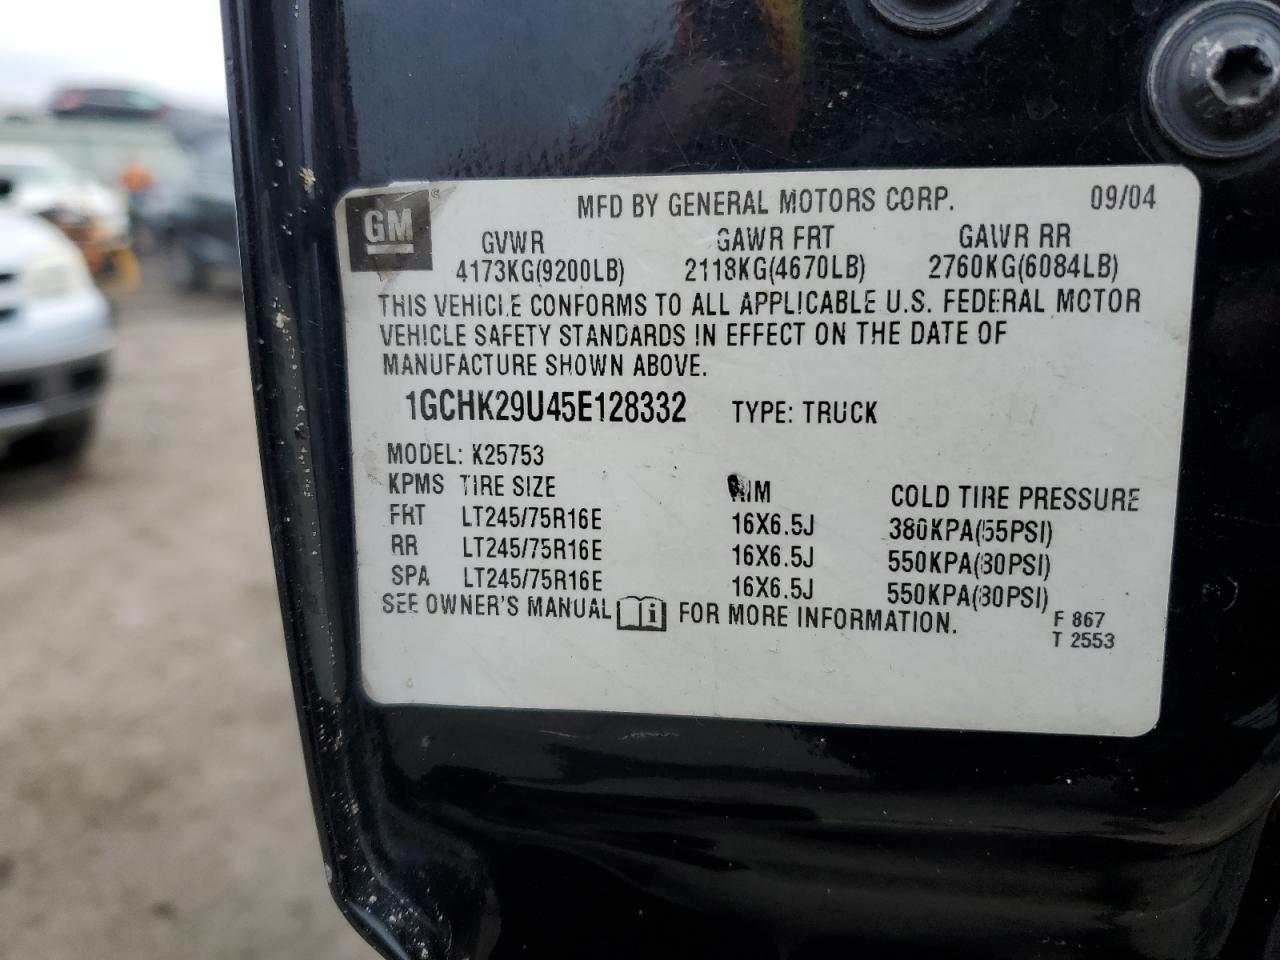 GM ® MFD BY GENERAL MOTORS CORP. 09/04
GVWR GAWR FRT GAWR RR
4173KG(9200LB) 2118KG(4670LB) 2760KG(6084LB)
THIS VEHICLE CONFORMS TO ALL APPLICABLE U.S. FEDERAL MOTOR
VEHICLE SAFETY STANDARDS IN EFFECT ON THE DATE OF
MANUFACTURE SHOWN ABOVE.
1GCHK29U45E128332 TYPE: TRUCK
MODEL: K25753
KPMS TIRE SIZE RIM COLD TIRE PRESSURE
FRT LT245/75R16E 16X6.5J 380KPA(55PSI)
RR LT245/75R16E 16X6.5J 550KPA(80PSI)
SPA LT245/75R16E 16X6.5J 550KPA(80PSI)
SEE OWNER'S MANUAL i FOR MORE INFORMATION.
F 867
T 2553